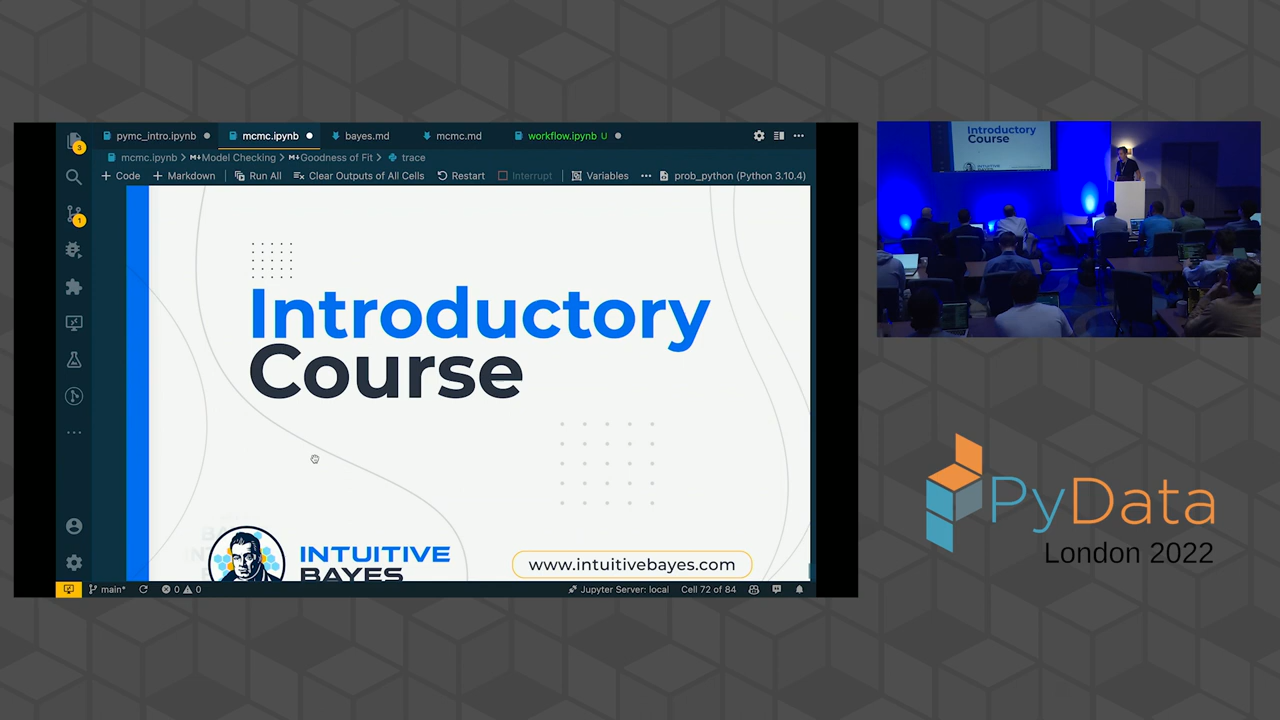 pymc_intro.ipynb
mcmc.ipynb
bayes.md
mcmc.md
workflow.ipynb U
mcmc.ipynb > M+Model Checking > M+Goodness of Fit > trace
+ Code + Markdown Run All Clear Outputs of All Cells Restart Interrupt Variables ... prob_python (Python 3.10.4)
3
1
Introductory
Course
INTUITIVE
BAYES
www.intuitivebayes.com
main* 0 0 Jupyter Server: local Cell 72 of 84
Introductory
Course
PyData
London 2022